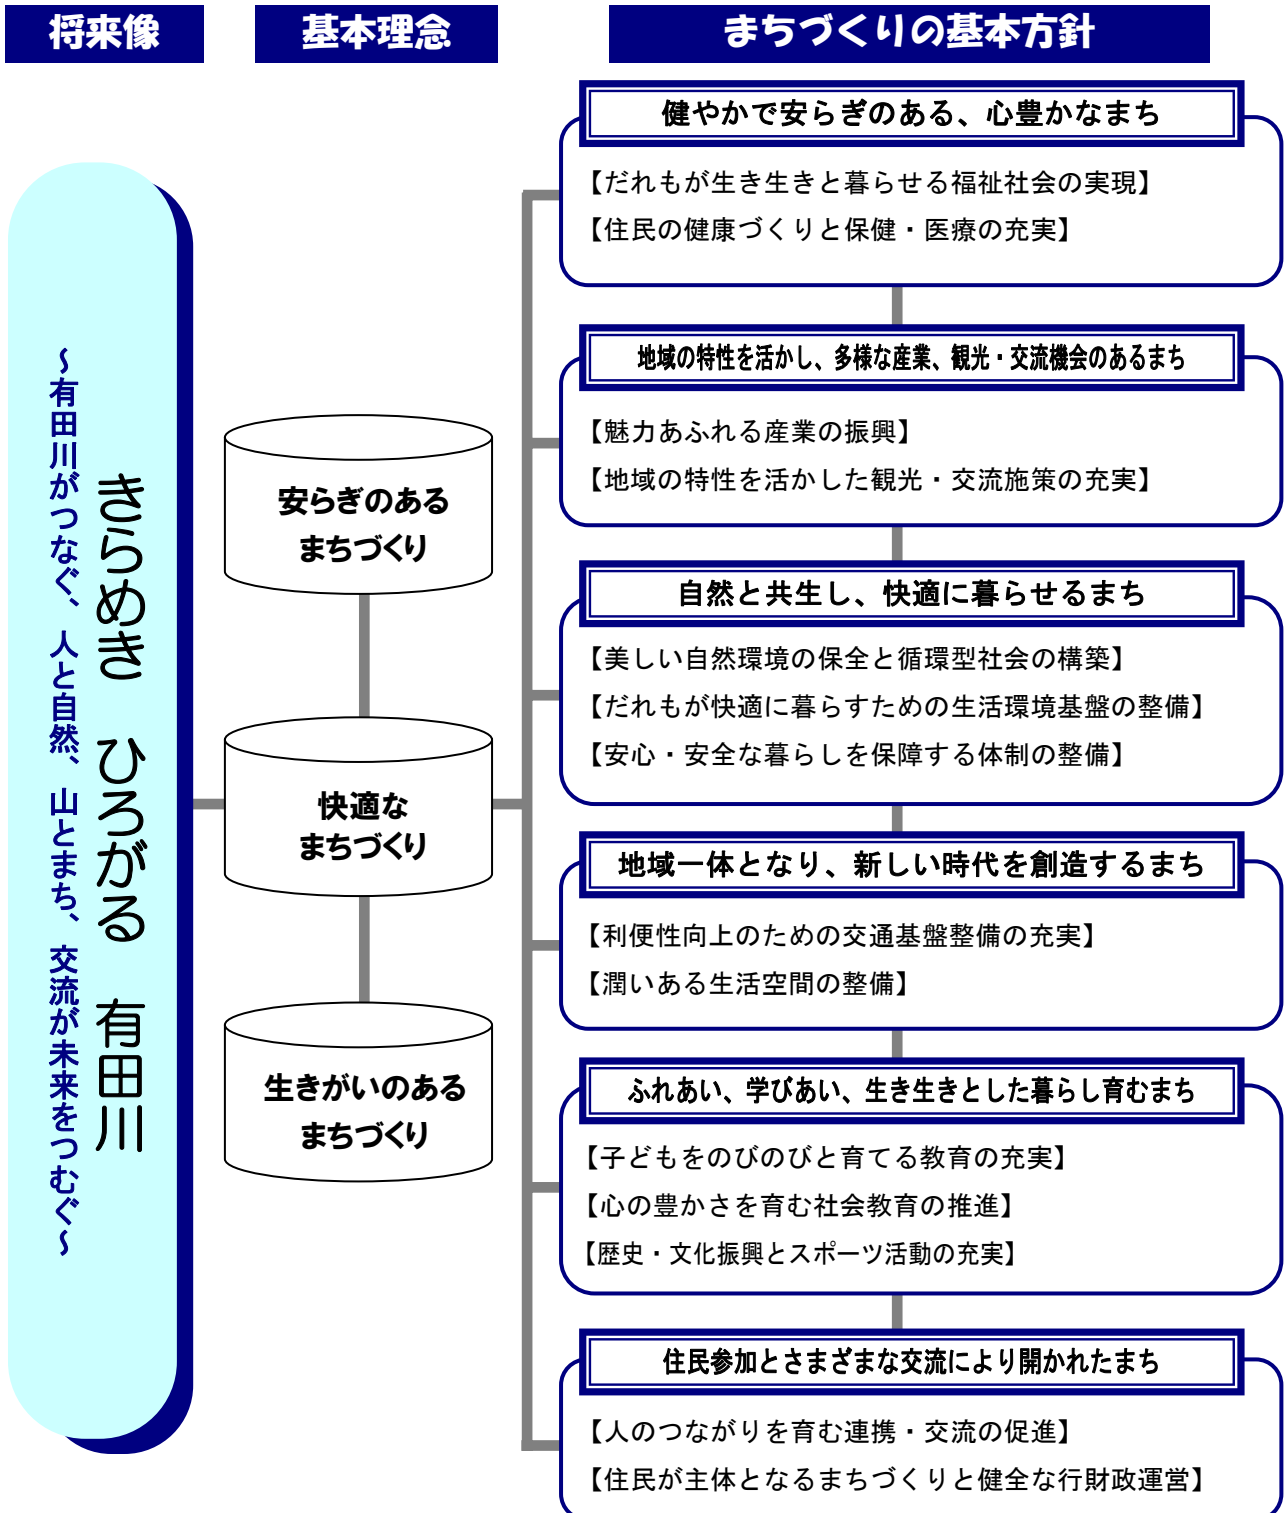 将来像
基本理念
まちづくりの基本方針
きらめき　ひろがる　有田川
～有田川がつなぐ、人と自然、山とまち、交流が未来をつむぐ～
安らぎのある
まちづくり
快適な
まちづくり
生きがいのある
まちづくり
健やかで安らぎのある、心豊かなまち
【だれもが生き生きと暮らせる福祉社会の実現】
【住民の健康づくりと保健・医療の充実】
地域の特性を活かし、多様な産業、観光・交流機会のあるまち
【魅力あふれる産業の振興】
【地域の特性を活かした観光・交流施策の充実】
自然と共生し、快適に暮らせるまち
【美しい自然環境の保全と循環型社会の構築】
【だれもが快適に暮らすための生活環境基盤の整備】
【安心・安全な暮らしを保障する体制の整備】
地域一体となり、新しい時代を創造するまち
【利便性向上のための交通基盤整備の充実】
【潤いある生活空間の整備】
ふれあい、学びあい、生き生きとした暮らし育むまち
【子どもをのびのびと育てる教育の充実】
【心の豊かさを育む社会教育の推進】
【歴史・文化振興とスポーツ活動の充実】
住民参加とさまざまな交流により開かれたまち
【人のつながりを育む連携・交流の促進】
【住民が主体となるまちづくりと健全な行財政運営】